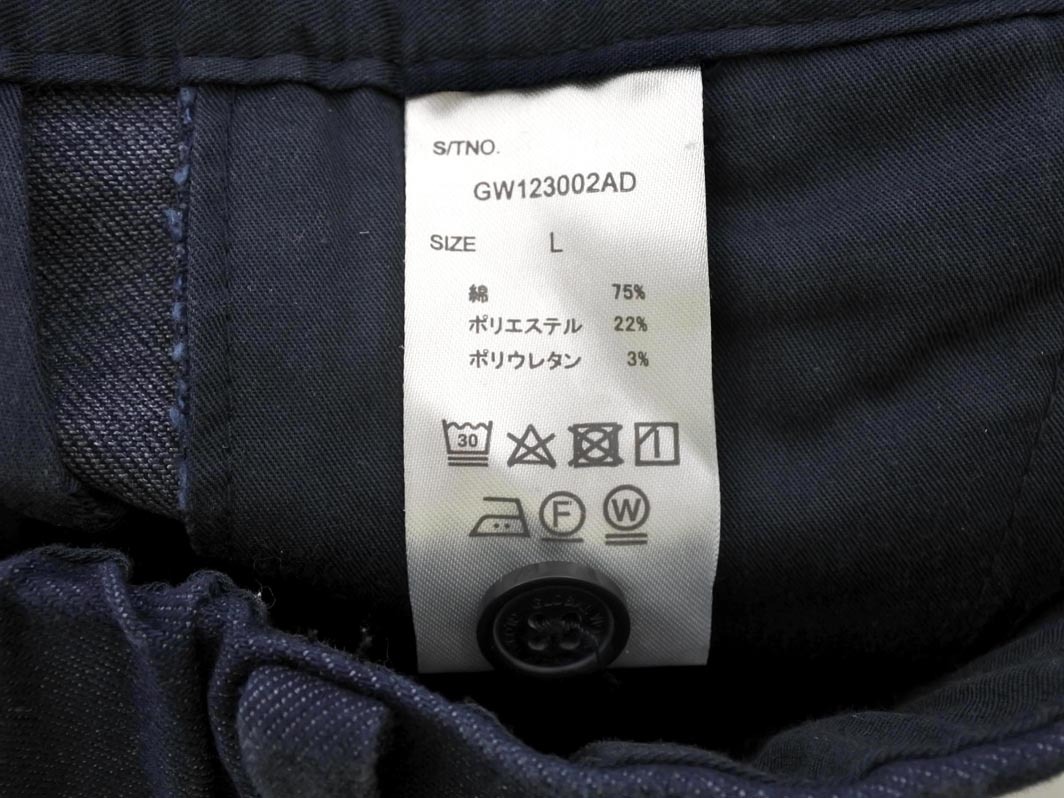 S/TNO.
GW123002AD
SIZE L
綿 75%
ポリエステル 22%
ポリウレタン 3%
30
F
W